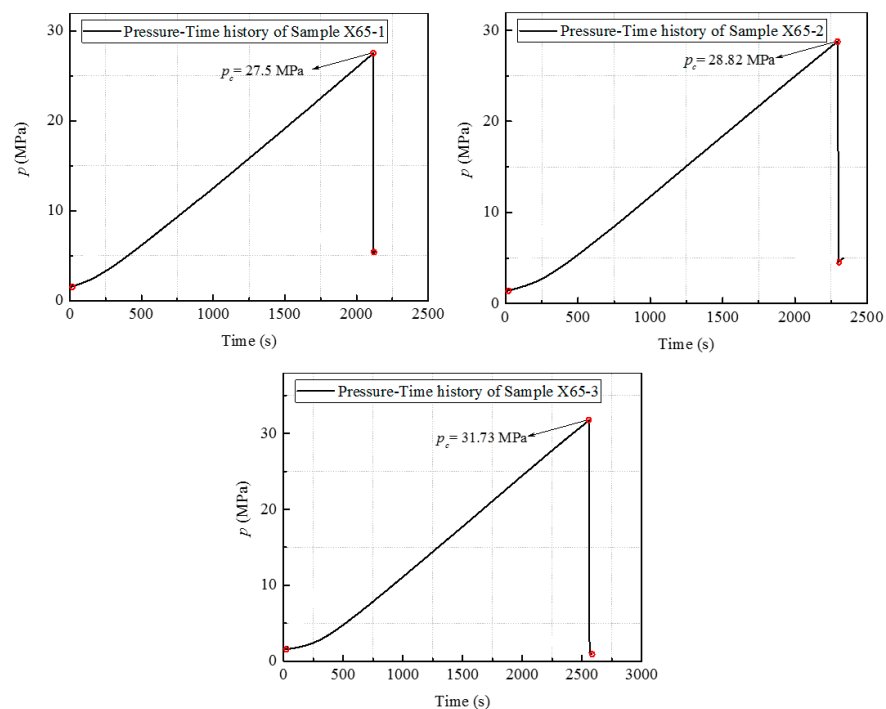 Pressure-Time history of Sample X65-1
p_c = 27.5 MPa
30
20
10
0
p (MPa)
0 500 1000 1500 2000 2500
Time (s)
Pressure-Time history of Sample X65-2
p_c = 28.82 MPa
30
20
10
0
p (MPa)
0 500 1000 1500 2000 2500
Time (s)
Pressure-Time history of Sample X65-3
p_c = 31.73 MPa
30
20
10
0
p (MPa)
0 500 1000 1500 2000 2500 3000
Time (s)